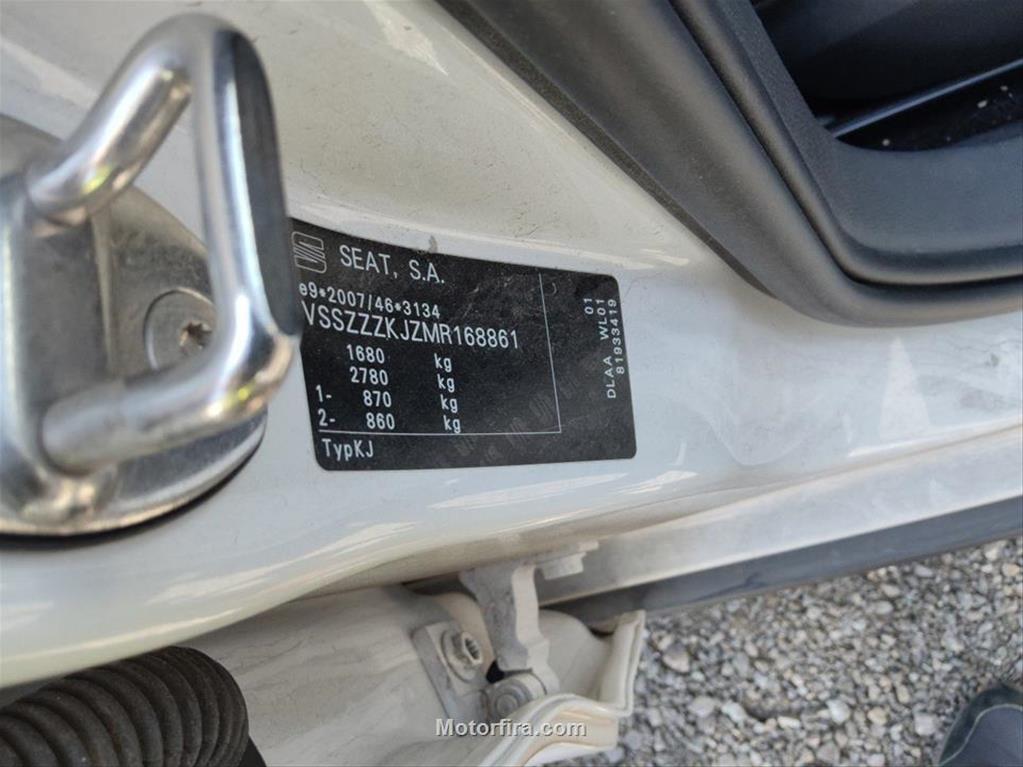 SEAT, S.A.
e9*2007/46*3134
VSSZZZKJZMR168861
1680 kg
2780 kg
1- 870 kg
2- 860 kg
TypKJ
DLAA WL01 01
81933419
Motorfira.com